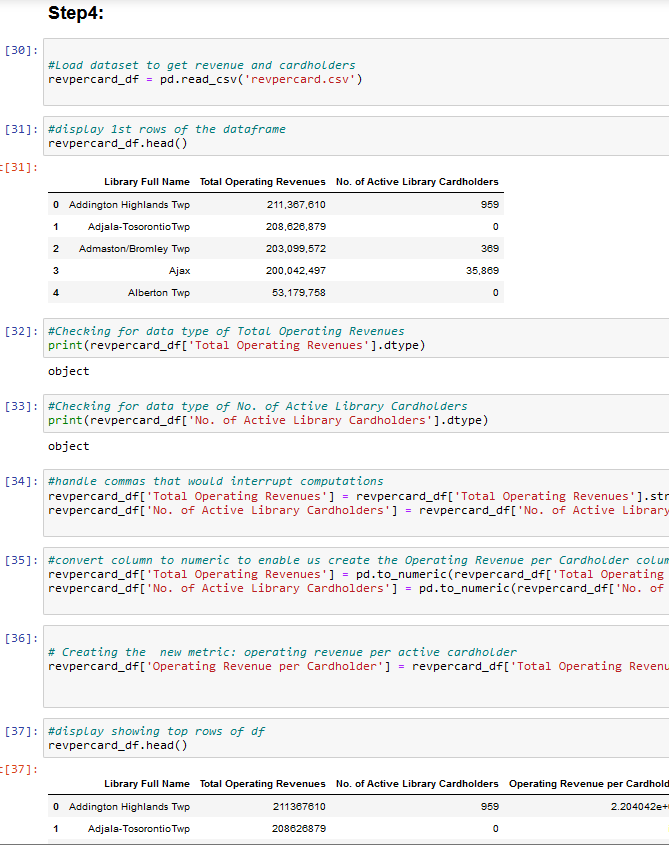 Step4:
[30]:
#Load dataset to get revenue and cardholders
revpercard_df = pd.read_csv('revpercard.csv')
[31]: #display 1st rows of the dataframe
revpercard_df.head()
[31]:
Library Full Name Total Operating Revenues No. of Active Library Cardholders
0 Addington Highlands Twp 211,367,610 959
1 Adjala-Tosorontio Twp 208,626,879 0
2 Admaston/Bromley Twp 203,099,572 369
3 Ajax 200,042,497 35,869
4 Alberton Twp 53,179,758 0
[32]: #Checking for data type of Total Operating Revenues
print(revpercard_df['Total Operating Revenues'].dtype)
object
[33]: #Checking for data type of No. of Active Library Cardholders
print(revpercard_df['No. of Active Library Cardholders'].dtype)
object
[34]: #handle commas that would interrupt computations
revpercard_df['Total Operating Revenues'] = revpercard_df['Total Operating Revenues'].str
revpercard_df['No. of Active Library Cardholders'] = revpercard_df['No. of Active Library
[35]: #convert column to numeric to enable us create the Operating Revenue per Cardholder colum
revpercard_df['Total Operating Revenues'] = pd.to_numeric(revpercard_df['Total Operating
revpercard_df['No. of Active Library Cardholders'] = pd.to_numeric(revpercard_df['No. of
[36]:
# Creating the  new metric: operating revenue per active cardholder
revpercard_df['Operating Revenue per Cardholder'] = revpercard_df['Total Operating Revenu
[37]: #display showing top rows of df
revpercard_df.head()
[37]:
Library Full Name Total Operating Revenues No. of Active Library Cardholders Operating Revenue per Cardhold
0 Addington Highlands Twp 211367610 959 2.204042e+
1 Adjala-Tosorontio Twp 208626879 0